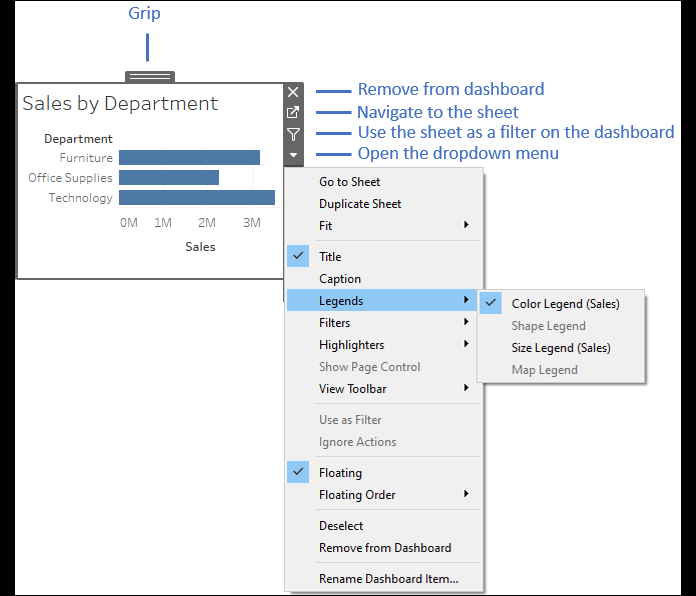 Grip
Remove from dashboard
Navigate to the sheet
Use the sheet as a filter on the dashboard
Open the dropdown menu
Sales by Department
Department
Furniture
Office Supplies
Technology
0M 1M 2M 3M
Sales
Go to Sheet
Duplicate Sheet
Fit
Title
Caption
Legends
Filters
Highlighters
Show Page Control
View Toolbar
Use as Filter
Ignore Actions
Floating
Floating Order
Deselect
Remove from Dashboard
Rename Dashboard Item...
Color Legend (Sales)
Shape Legend
Size Legend (Sales)
Map Legend